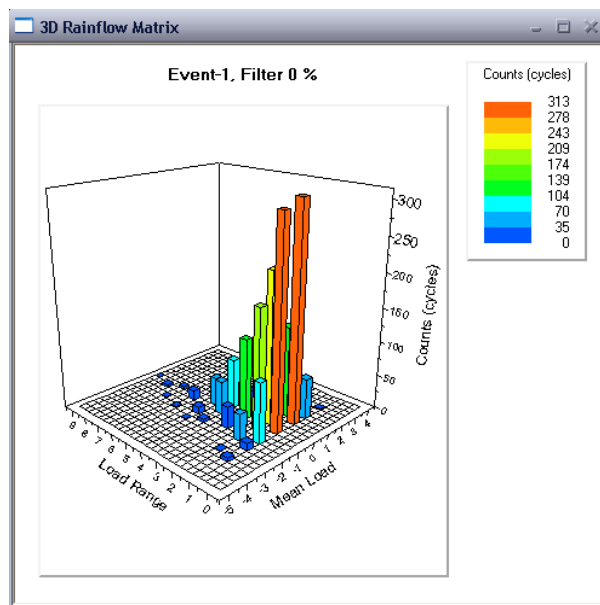 3D Rainflow Matrix
Event-1, Filter 0 %
Counts (cycles)
313
278
243
209
174
139
104
70
35
0
300
250
200
150
100
50
0
Counts (cycles)
9 8 7 6 5 4 3 2 1 0
Load Range
-5 -4 -3 -2 -1 0 1 2 3 4
Mean Load